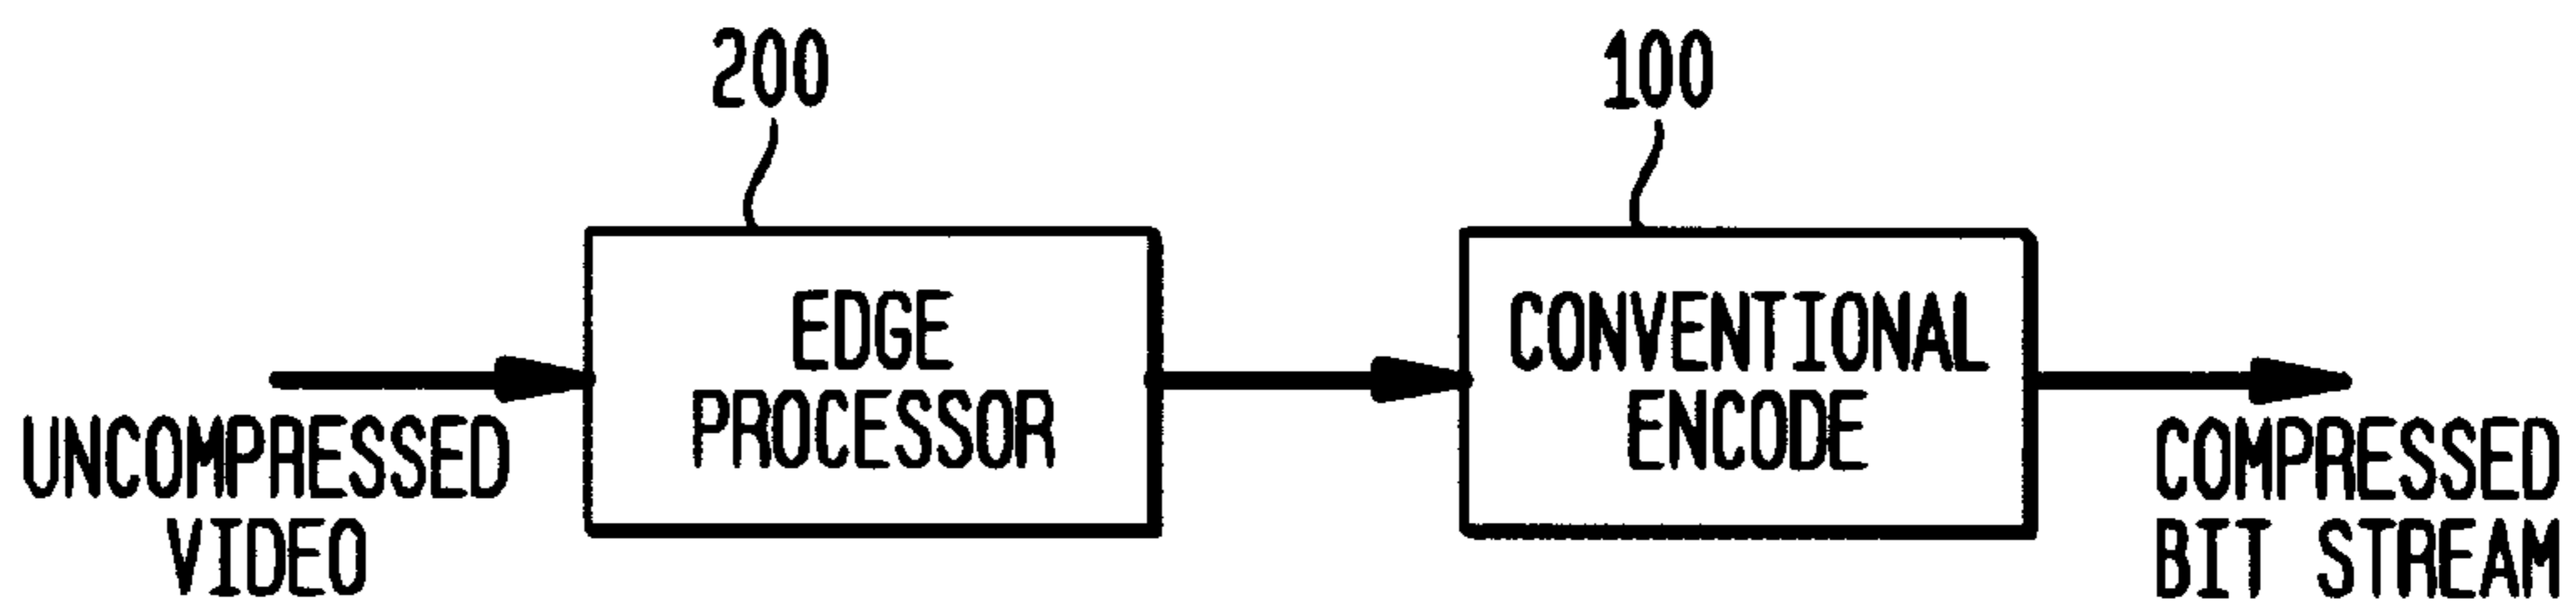 200
100
EDGE
PROCESSOR
CONVENTIONAL
ENCODE
UNCOMPRESSED
VIDEO
COMPRESSED
BIT STREAM